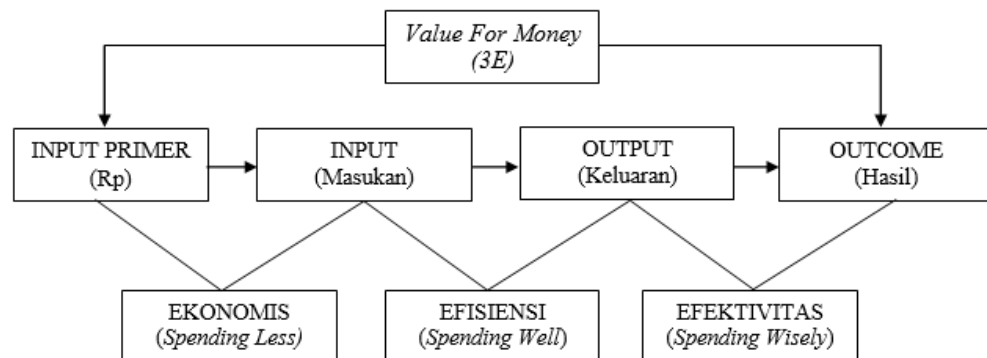 Value For Money
(3E)
INPUT PRIMER
(Rp)
INPUT
(Masukan)
OUTPUT
(Keluaran)
OUTCOME
(Hasil)
EKONOMIS
(Spending Less)
EFISIENSI
(Spending Well)
EFEKTIVITAS
(Spending Wisely)